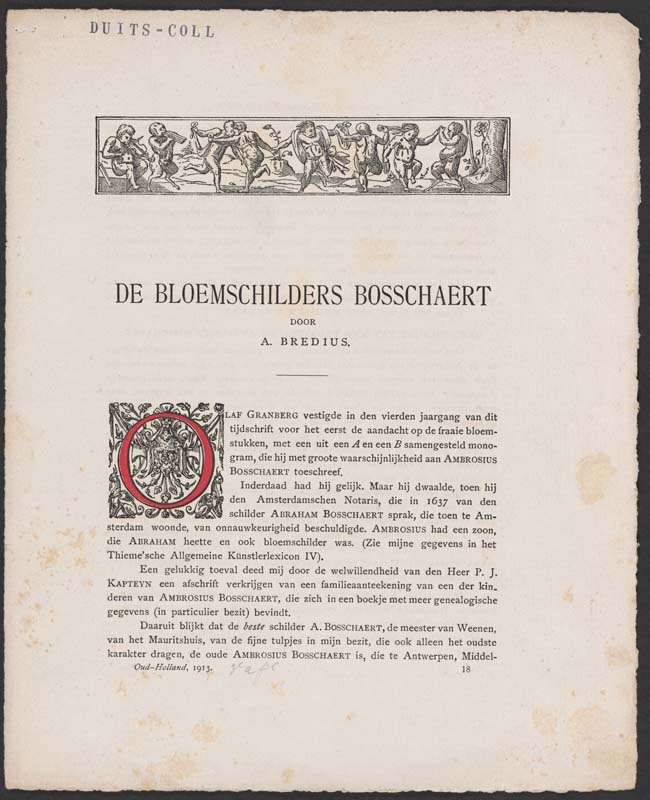 DUITS-COLL
DE BLOEMSCHILDERS BOSSCHAERT
DOOR
A. BREDIUS.
OLAF GRANBERG vestigde in den vierden jaargang van dit
tijdschrift voor het eerst de aandacht op de fraaie bloem-
stukken, met een uit een A en een B samengesteld mono-
gram, die hij met groote waarschijnlijkheid aan AMBROSIUS
BOSSCHAERT toeschreef.
Inderdaad had hij gelijk. Maar hij dwaalde, toen hij
den Amsterdamschen Notaris, die in 1637 van den
schilder ABRAHAM BOSSCHAERT sprak, die toen te Am-
sterdam woonde, van onnauwkeurigheid beschuldigde. AMBROSIUS had een zoon,
die ABRAHAM heette en ook bloemschilder was. (Zie mijne gegevens in het
Thieme'sche Allgemeine Künstlerlexicon IV).
Een gelukkig toeval deed mij door de welwillendheid van den Heer P. J.
KAPTEYN een afschrift verkrijgen van een familieaanteekening van een der kin-
deren van AMBROSIUS BOSSCHAERT, die zich in een boekje met meer genealogische
gegevens (in particulier bezit) bevindt.
Daaruit blijkt dat de beste schilder A. BOSSCHAERT, de meester van Weenen,
van het Mauritshuis, van de fijne tulpjes in mijn bezit, die ook alleen het oudste
karakter dragen, de oude AMBROSIUS BOSSCHAERT is, die te Antwerpen, Middel-
Oud-Holland, 1913. 18